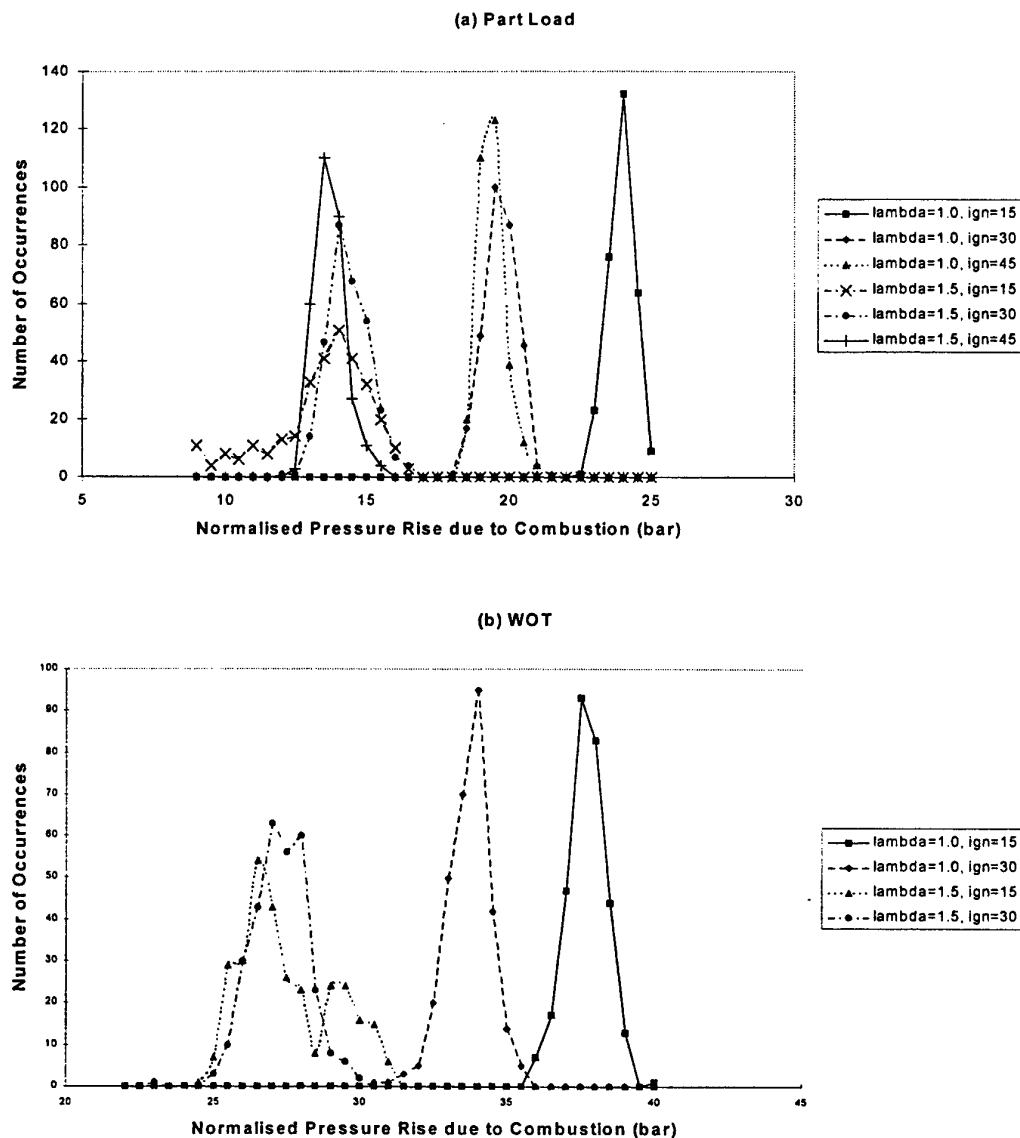 (a) Part Load
140
120
100
80
60
40
20
0
5
10
15
20
25
30
Number of Occurrences
Normalised Pressure Rise due to Combustion (bar)
lambda=1.0, ign=15
lambda=1.0, ign=30
lambda=1.0, ign=45
lambda=1.5, ign=15
lambda=1.5, ign=30
lambda=1.5, ign=45
(b) WOT
100
90
80
70
60
50
40
30
20
10
0
20
25
30
35
40
45
Number of Occurrences
Normalised Pressure Rise due to Combustion (bar)
lambda=1.0, ign=15
lambda=1.0, ign=30
lambda=1.5, ign=15
lambda=1.5, ign=30